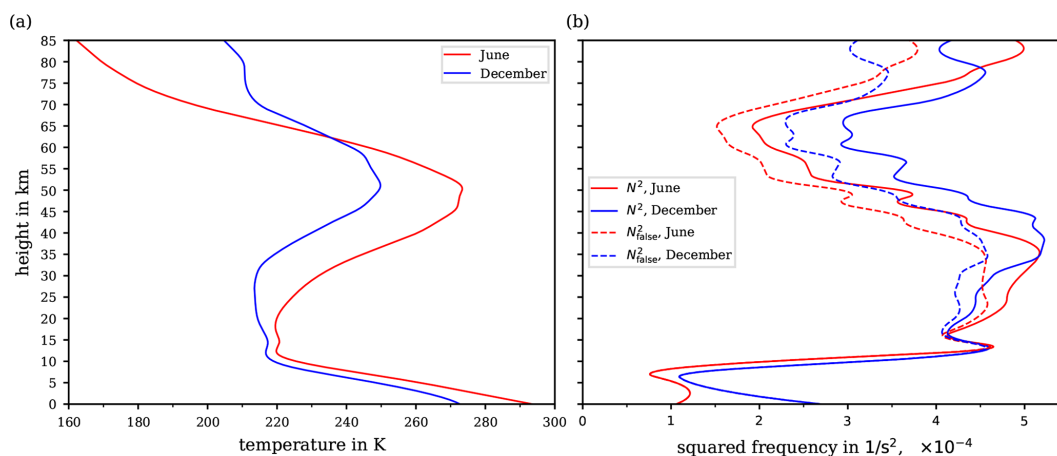 (a)
(b)
85
80
75
70
65
60
55
50
45
40
35
30
25
20
15
10
5
0
height in km
160 180 200 220 240 260 280 300
temperature in K
June
December
N², June
N², December
N²false, June
N²false, December
0 1 2 3 4 5
squared frequency in 1/s², ×10⁻⁴